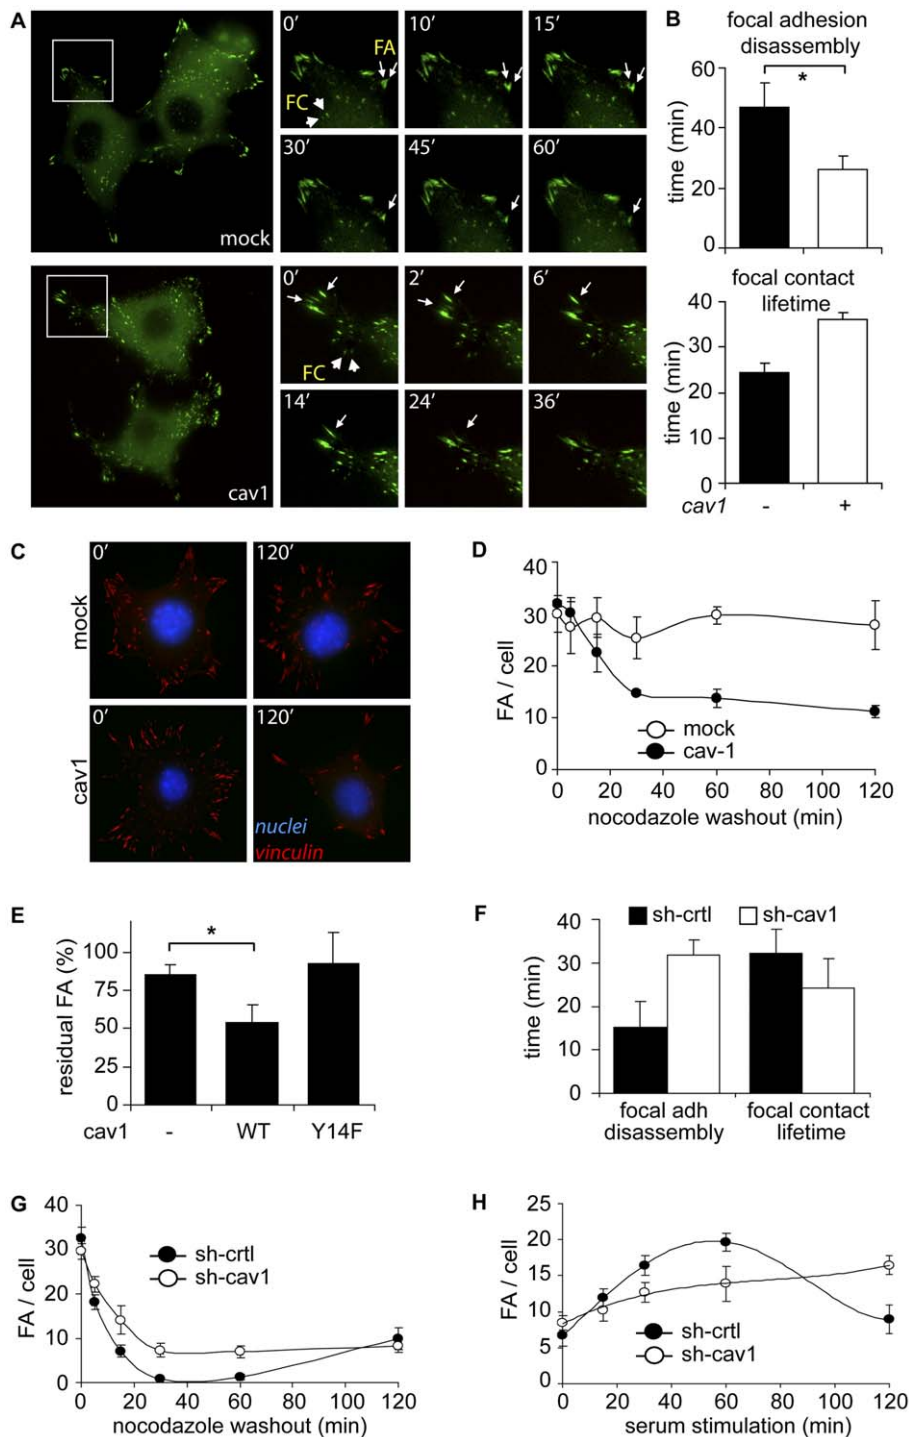 A
0’
10’
15’
FA
FC
30’
45’
60’
mock
0’
2’
6’
FC
14’
24’
36’
cav1
B
focal adhesion
disassembly
*
60
40
20
0
time (min)
focal contact
lifetime
40
30
20
10
0
time (min)
cav1
-
+
C
0’
120’
mock
0’
120’
cav1
nuclei
vinculin
D
40
30
20
10
0
FA / cell
mock
cav-1
0 20 40 60 80 100 120
nocodazole washout (min)
E
*
100
75
50
25
0
residual FA (%)
cav1
-
WT
Y14F
F
sh-crtl
sh-cav1
40
30
20
10
0
time (min)
focal adh
disassembly
focal contact
lifetime
G
40
30
20
10
0
FA / cell
sh-crtl
sh-cav1
0 20 40 60 80 100 120
nocodazole washout (min)
H
25
20
15
10
5
0
FA / cell
sh-crtl
sh-cav1
0 20 40 60 80 100 120
serum stimulation (min)